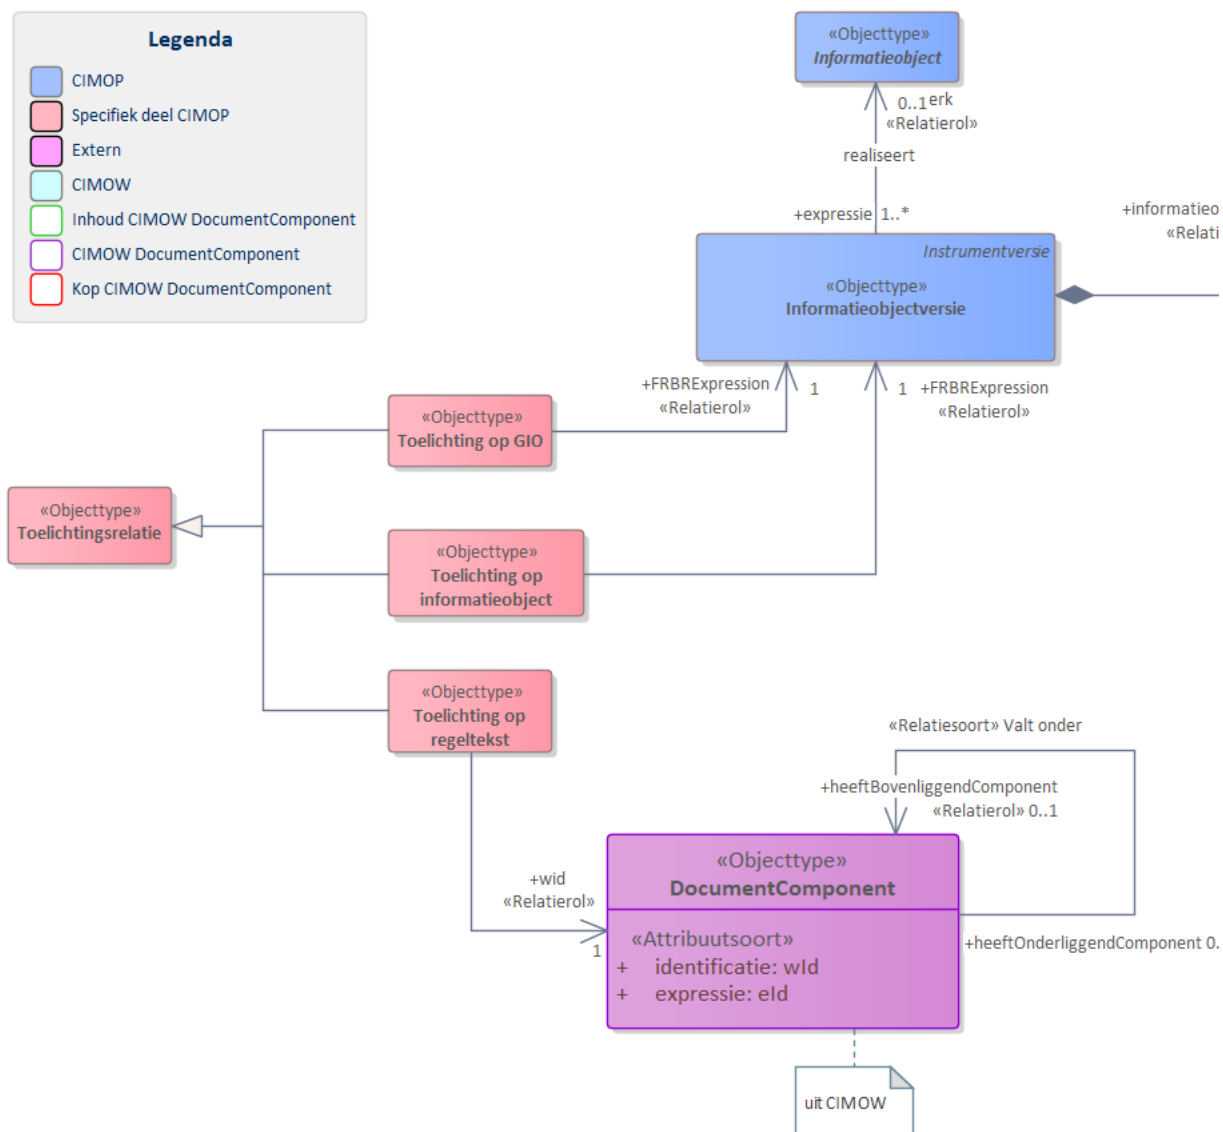 Legenda
CIMOP
Specifiek deel CIMOP
Extern
CIMOW
Inhoud CIMOW DocumentComponent
CIMOW DocumentComponent
Kop CIMOW DocumentComponent
«Objecttype»
Informatieobject
0..1 erk
«Relatierol»
realiseert
+expressie 1..*
+informatieo
«Relati
Instrumentversie
«Objecttype»
Informatieobjectversie
+FRBRExpression
«Relatierol»
1
1
+FRBRExpression
«Relatierol»
«Objecttype»
Toelichting op GIO
«Objecttype»
Toelichtingsrelatie
«Objecttype»
Toelichting op
informatieobject
«Objecttype»
Toelichting op
regeltekst
«Relatiesoort» Valt onder
+heeftBovenliggendComponent
«Relatierol» 0..1
+wid
«Relatierol»
1
«Objecttype»
DocumentComponent
«Attribuutsoort»
+ identificatie: wId
+ expressie: eId
+heeftOnderliggendComponent 0.
uit CIMOW